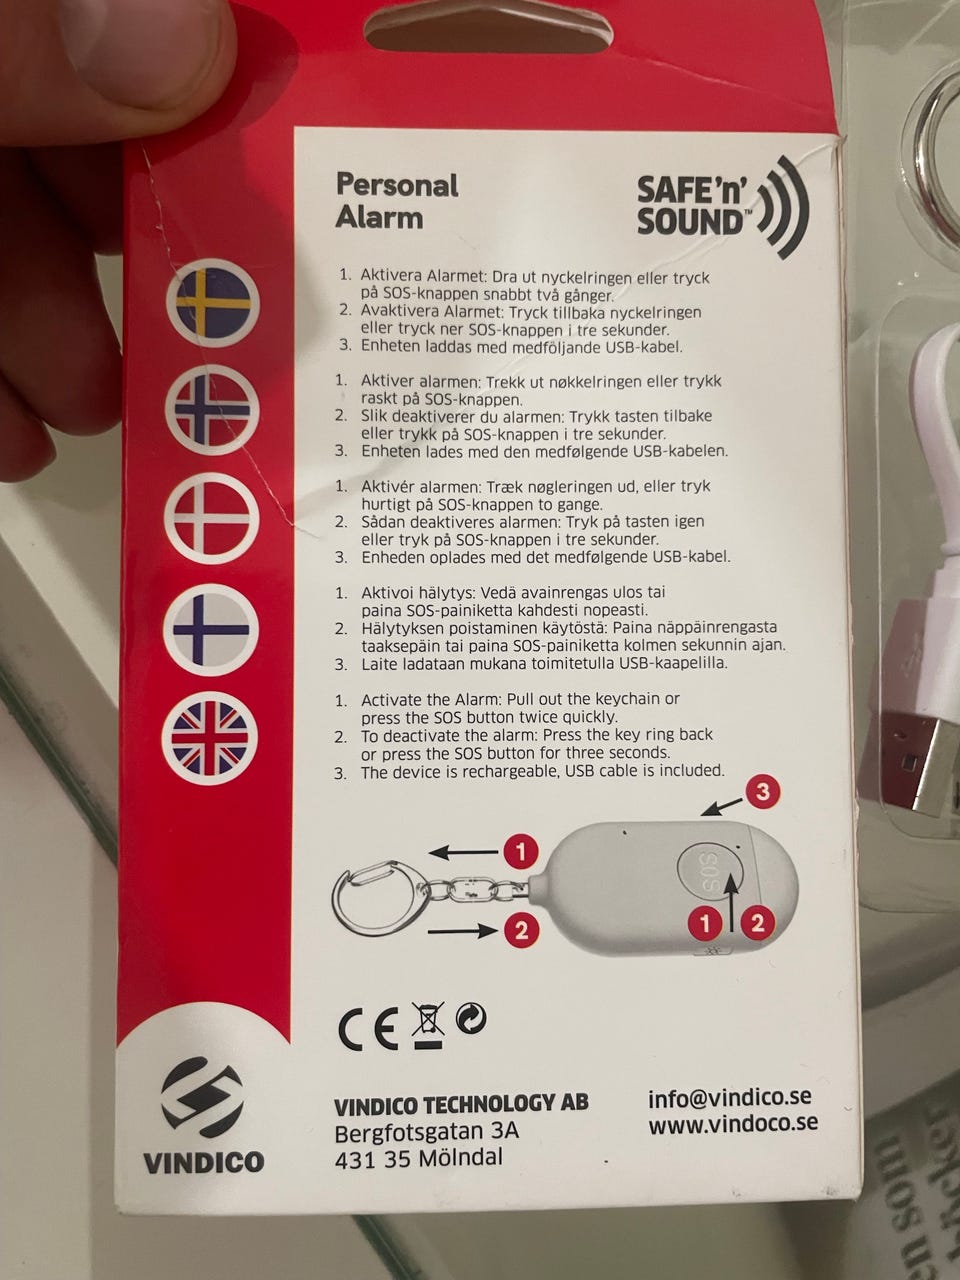 Personal
Alarm
SAFE'n'
SOUND™
1. Aktivera Alarmet: Dra ut nyckelringen eller tryck
på SOS-knappen snabbt två gånger.
2. Avaktivera Alarmet: Tryck tillbaka nyckelringen
eller tryck ner SOS-knappen i tre sekunder.
3. Enheten laddas med medföljande USB-kabel.
1. Aktiver alarmen: Trekk ut nøkkelringen eller trykk
raskt på SOS-knappen.
2. Slik deaktiverer du alarmen: Trykk tasten tilbake
eller trykk på SOS-knappen i tre sekunder.
3. Enheten lades med den medfølgende USB-kabelen.
1. Aktivér alarmen: Træk nøgleringen ud, eller tryk
hurtigt på SOS-knappen to gange.
2. Sådan deaktiveres alarmen: Tryk på tasten igen
eller tryk på SOS-knappen i tre sekunder.
3. Enheden oplades med det medfølgende USB-kabel.
1. Aktivoi hälytys: Vedä avainrengas ulos tai
paina SOS-painiketta kahdesti nopeasti.
2. Hälytyksen poistaminen käytöstä: Paina näppäinrengasta
taaksepäin tai paina SOS-painiketta kolmen sekunnin ajan.
3. Laite ladataan mukana toimitetulla USB-kaapelilla.
1. Activate the Alarm: Pull out the keychain or
press the SOS button twice quickly.
2. To deactivate the alarm: Press the key ring back
or press the SOS button for three seconds.
3. The device is rechargeable, USB cable is included.
3
1
SOS
2
1 2
CE
VINDICO
VINDICO TECHNOLOGY AB
Bergfotsgatan 3A
431 35 Mölndal
info@vindico.se
www.vindoco.se
en som